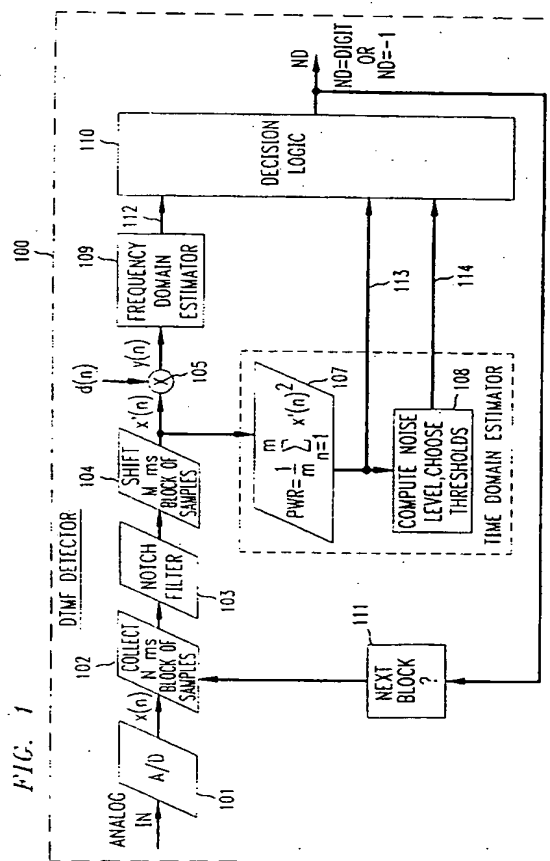 FIG. 1
100
DTMF DETECTOR
ANALOG
IN
A/D
101
x(n)
102
COLLECT
N ms
BLOCK OF
SAMPLES
NOTCH
FILTER
103
104
SHIFT
M ms
BLOCK OF
SAMPLES
x'(n)
d(n)
X
105
y(n)
109
FREQUENCY
DOMAIN
ESTIMATOR
112
110
DECISION
LOGIC
ND
ND=DIGIT
OR
ND=-1
PWR = 1/m m Σ n=1 x'(n)²
107
113
COMPUTE NOISE
LEVEL, CHOOSE
THRESHOLDS
108
114
TIME DOMAIN ESTIMATOR
111
NEXT
BLOCK
?